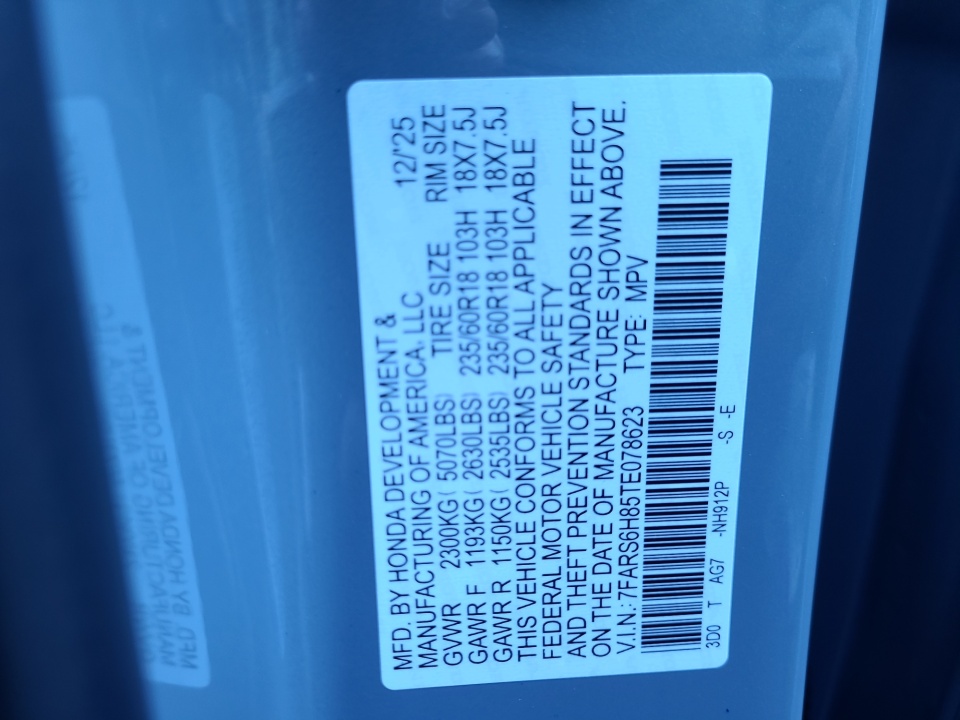 MFD. BY HONDA DEVELOPMENT &
MANUFACTURING OF AMERICA, LLC 12/'25
GVWR 2300KG ( 5070LBS) TIRE SIZE RIM SIZE
GAWR F 1193KG ( 2630LBS) 235/60R18 103H 18X7.5J
GAWR R 1150KG ( 2535LBS) 235/60R18 103H 18X7.5J
THIS VEHICLE CONFORMS TO ALL APPLICABLE
FEDERAL MOTOR VEHICLE SAFETY
AND THEFT PREVENTION STANDARDS IN EFFECT
ON THE DATE OF MANUFACTURE SHOWN ABOVE.
V.I.N.: 7FARS6H85TE078623 TYPE: MPV
3D0 T AG7 -NH912P -S -E